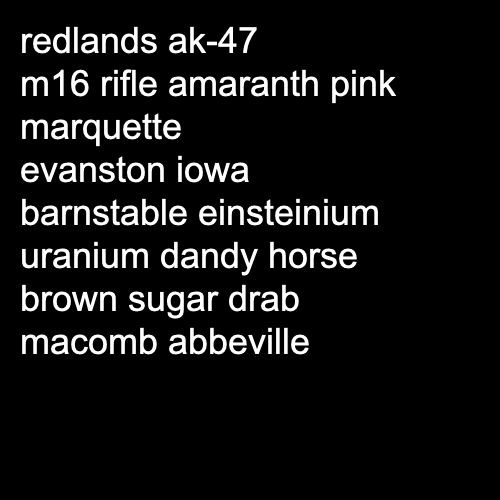 redlands ak-47
m16 rifle amaranth pink
marquette
evanston iowa
barnstable einsteinium
uranium dandy horse
brown sugar drab
macomb abbeville